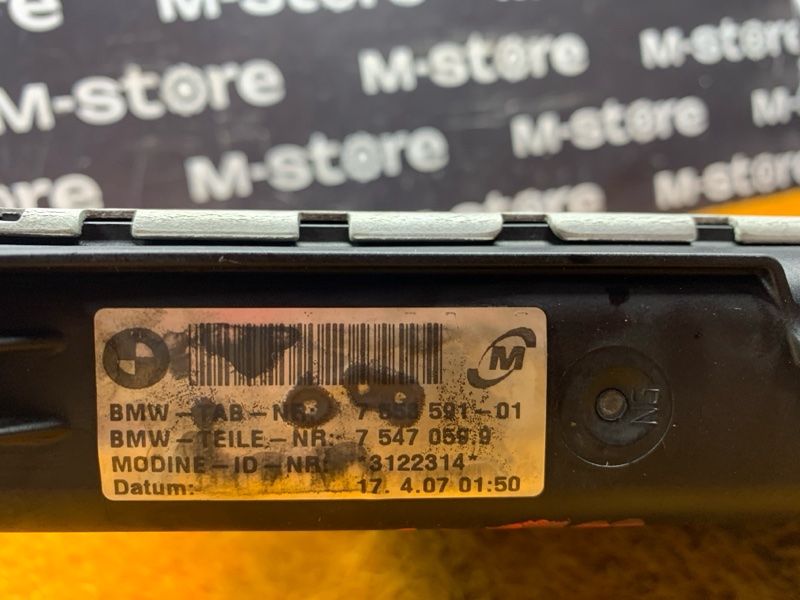 M-store
M-store M-store
M-store M-store
M-store
BMW-TAB-NR: 7 553 591-01
BMW-TEILE-NR: 7 547 059.9
MODINE-ID-NR: *3122314*
Datum: 17. 4.07 01:50
M
NG